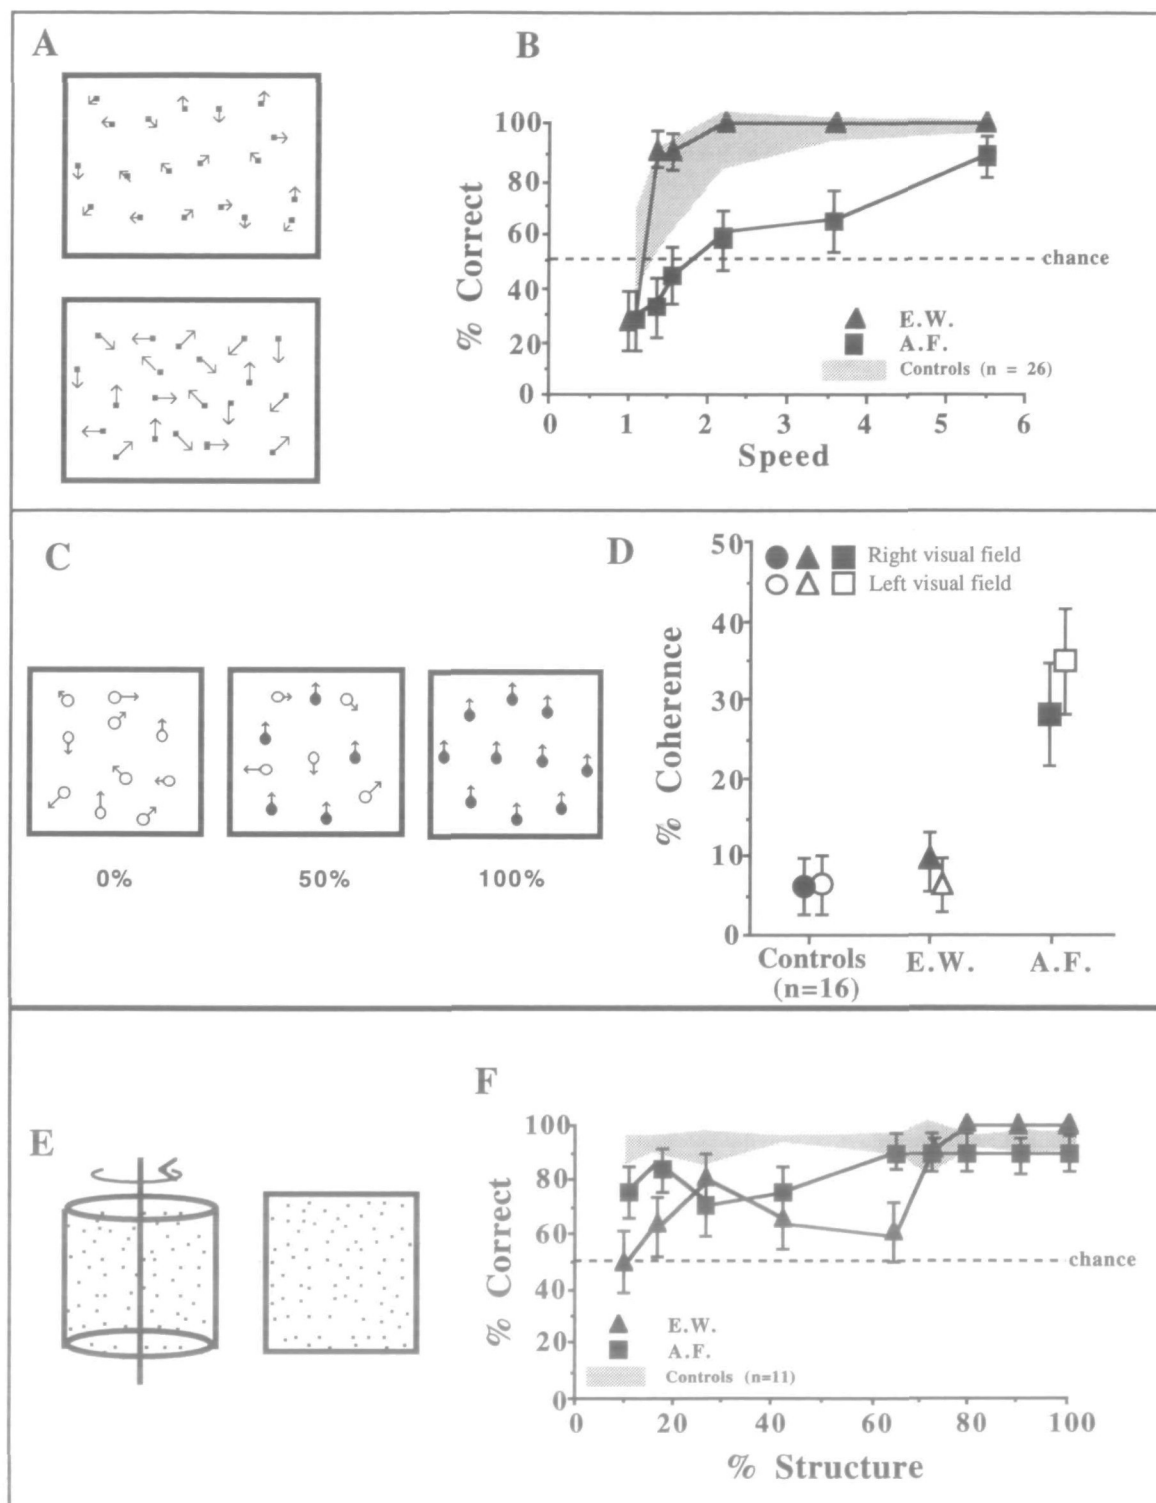 A
B
% Correct
100
80
60
40
20
0
chance
E.W.
A.F.
Controls (n = 26)
0 1 2 3 4 5 6
Speed
C
0% 50% 100%
D
% Coherence
50
40
30
20
10
0
Right visual field
Left visual field
Controls E.W. A.F.
(n=16)
E
F
% Correct
100
80
60
40
20
0
chance
E.W.
A.F.
Controls (n=11)
0 20 40 60 80 100
% Structure